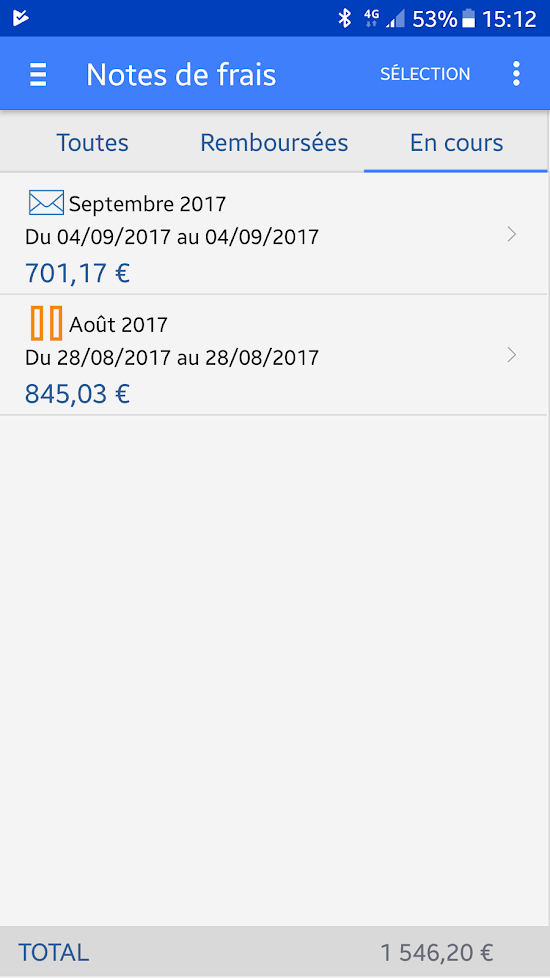 4G 53% 15:12
Notes de frais SÉLECTION
Toutes Remboursées En cours
Septembre 2017
Du 04/09/2017 au 04/09/2017
701,17 €
Août 2017
Du 28/08/2017 au 28/08/2017
845,03 €
TOTAL 1 546,20 €